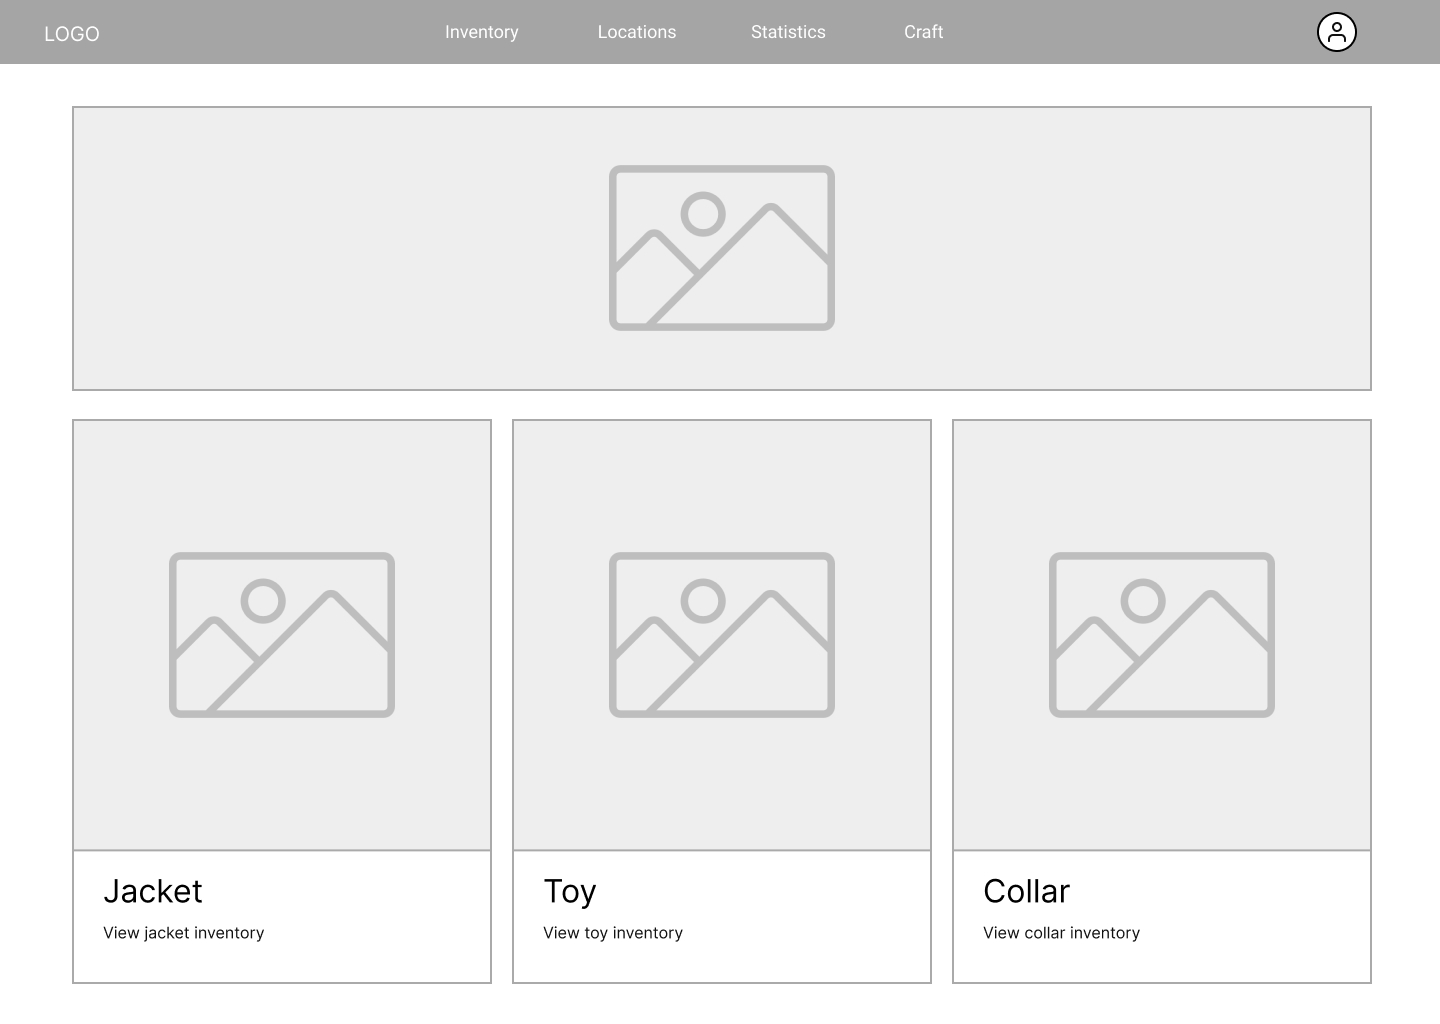 LOGO
Inventory
Locations
Statistics
Craft
Jacket
View jacket inventory
Toy
View toy inventory
Collar
View collar inventory